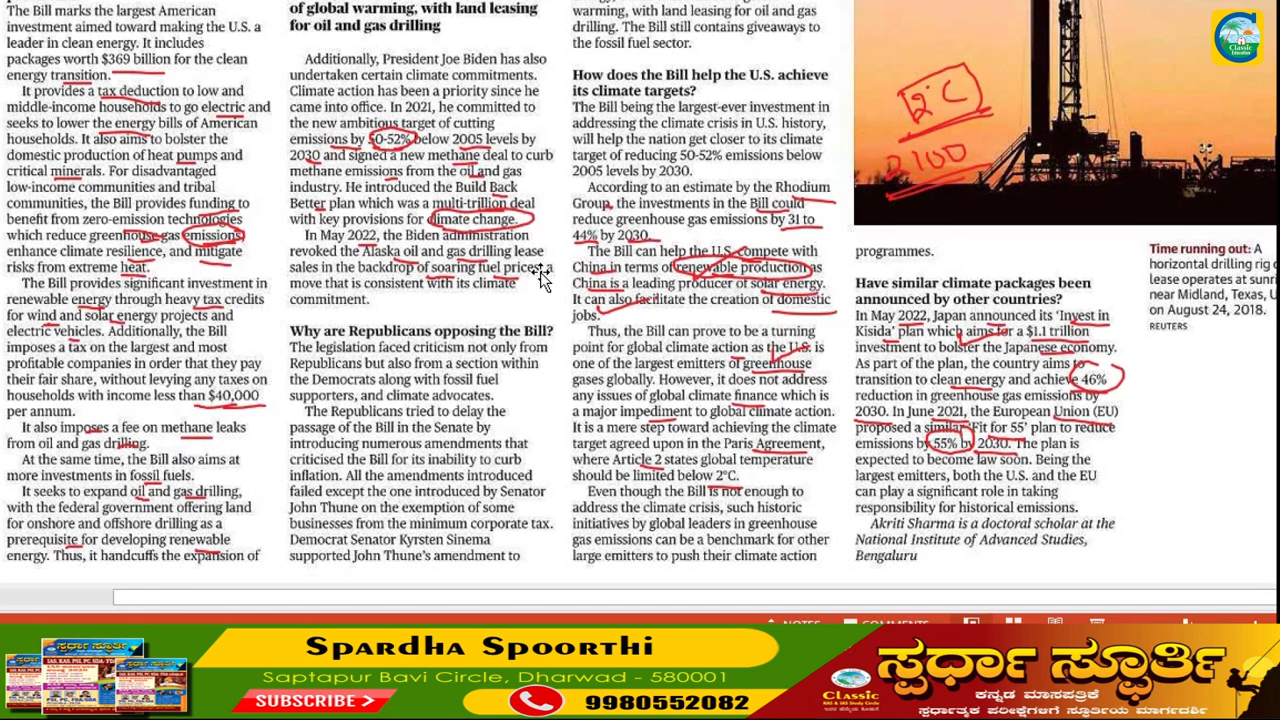 The Bill marks the largest American
investment aimed toward making the U.S. a
leader in clean energy. It includes
packages worth $369 billion for the clean
energy transition.
It provides a tax deduction to low and
middle-income households to go electric and
seeks to lower the energy bills of American
households. It also aims to bolster the
domestic production of heat pumps and
critical minerals. For disadvantaged
low-income communities and tribal
communities, the Bill provides funding to
benefit from zero-emission technologies
which reduce greenhouse gas emissions,
enhance climate resilience, and mitigate
risks from extreme heat.
The Bill provides significant investment in
renewable energy through heavy tax credits
for wind and solar energy projects and
electric vehicles. Additionally, the Bill
imposes a tax on the largest and most
profitable companies in order that they pay
their fair share, without levying any taxes on
households with income less than $40,000
per annum.
It also imposes a fee on methane leaks
from oil and gas drilling.
At the same time, the Bill also aims at
more investments in fossil fuels.
It seeks to expand oil and gas drilling,
with the federal government offering land
for onshore and offshore drilling as a
prerequisite for developing renewable
energy. Thus, it handcuffs the expansion of
of global warming, with land leasing
for oil and gas drilling
Additionally, President Joe Biden has also
undertaken certain climate commitments.
Climate action has been a priority since he
came into office. In 2021, he committed to
the new ambitious target of cutting
emissions by 50-52% below 2005 levels by
2030 and signed a new methane deal to curb
methane emissions from the oil and gas
industry. He introduced the Build Back
Better plan which was a multi-trillion deal
with key provisions for climate change.
In May 2022, the Biden administration
revoked the Alaska oil and gas drilling lease
sales in the backdrop of soaring fuel prices a
move that is consistent with its climate
commitment.
Why are Republicans opposing the Bill?
The legislation faced criticism not only from
Republicans but also from a section within
the Democrats along with fossil fuel
supporters, and climate advocates.
The Republicans tried to delay the
passage of the Bill in the Senate by
introducing numerous amendments that
criticised the Bill for its inability to curb
inflation. All the amendments introduced
failed except the one introduced by Senator
John Thune on the exemption of some
businesses from the minimum corporate tax.
Democrat Senator Kyrsten Sinema
supported John Thune's amendment to
warming, with land leasing for oil and gas
drilling. The Bill still contains giveaways to
the fossil fuel sector.
How does the Bill help the U.S. achieve
its climate targets?
The Bill being the largest-ever investment in
addressing the climate crisis in U.S. history,
will help the nation get closer to its climate
target of reducing 50-52% emissions below
2005 levels by 2030.
According to an estimate by the Rhodium
Group, the investments in the Bill could
reduce greenhouse gas emissions by 31 to
44% by 2030.
The Bill can help the U.S. compete with
China in terms of renewable production as
China is a leading producer of solar energy.
It can also facilitate the creation of domestic
jobs.
Thus, the Bill can prove to be a turning
point for global climate action as the U.S. is
one of the largest emitters of greenhouse
gases globally. However, it does not address
any issues of global climate finance which is
a major impediment to global climate action.
It is a mere step toward achieving the climate
target agreed upon in the Paris Agreement,
where Article 2 states global temperature
should be limited below 2°C.
Even though the Bill is not enough to
address the climate crisis, such historic
initiatives by global leaders in greenhouse
gas emissions can be a benchmark for other
large emitters to push their climate action
2°C
2100
programmes.
Have similar climate packages been
announced by other countries?
In May 2022, Japan announced its 'Invest in
Kisida' plan which aims for a $1.1 trillion
investment to bolster the Japanese economy.
As part of the plan, the country aims to
transition to clean energy and achieve 46%
reduction in greenhouse gas emissions by
2030. In June 2021, the European Union (EU)
proposed a similar 'Fit for 55' plan to reduce
emissions by 55% by 2030. The plan is
expected to become law soon. Being the
largest emitters, both the U.S. and the EU
can play a significant role in taking
responsibility for historical emissions.
Akriti Sharma is a doctoral scholar at the
National Institute of Advanced Studies,
Bengaluru
Time running out: A
horizontal drilling rig o
lease operates at sunr
near Midland, Texas, U
on August 24, 2018.
REUTERS
Classic
Education
Spardha Spoorthi
Saptapur Bavi Circle, Dharwad - 580001
SUBSCRIBE >
9980552082
Classic
ಸ್ಪರ್ಧಾ ಸ್ಫೂರ್ತಿ
ಕನ್ನಡ ಮಾಸಪತ್ರಿಕೆ
ಸ್ಪರ್ಧಾತ್ಮಕ ಪರೀಕ್ಷೆಗಳಿಗೆ ಸ್ಫೂರ್ತಿಯ ಮಾರ್ಗದರ್ಶಿ